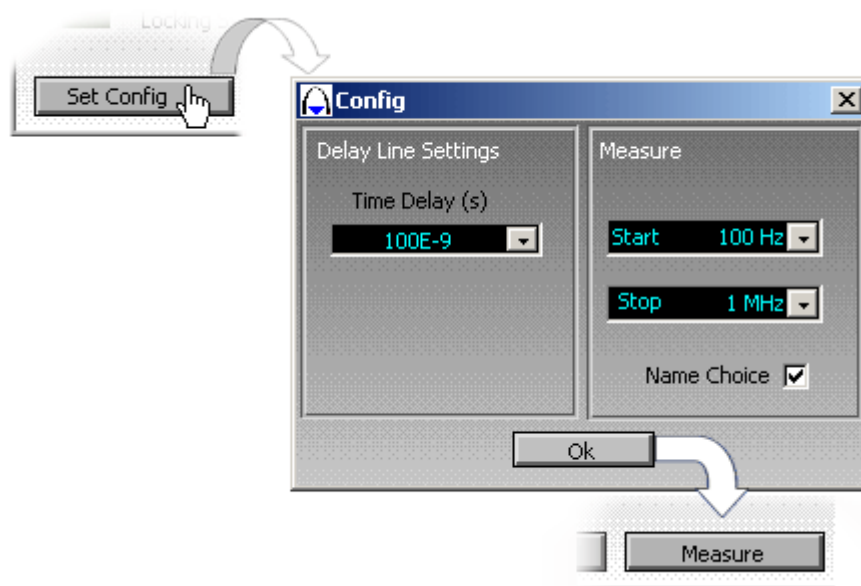 Locking
Set Config
Config
Delay Line Settings
Time Delay (s)
100E-9
Measure
Start 100 Hz
Stop 1 MHz
Name Choice
Ok
Measure